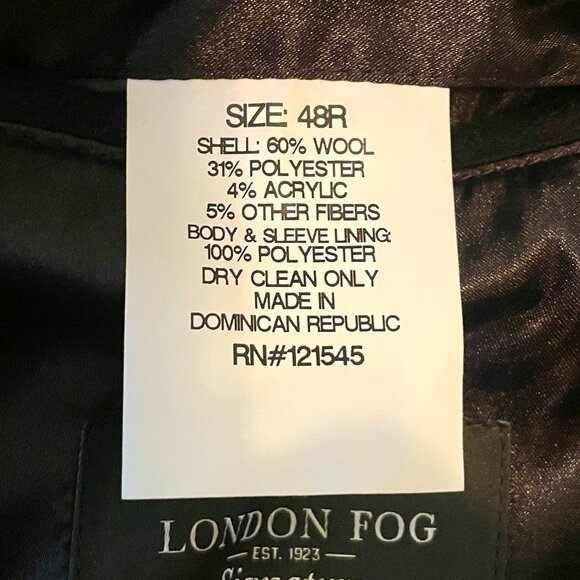 SIZE: 48R
SHELL: 60% WOOL
31% POLYESTER
4% ACRYLIC
5% OTHER FIBERS
BODY & SLEEVE LINING:
100% POLYESTER
DRY CLEAN ONLY
MADE IN
DOMINICAN REPUBLIC
RN#121545
LONDON FOG
EST. 1923